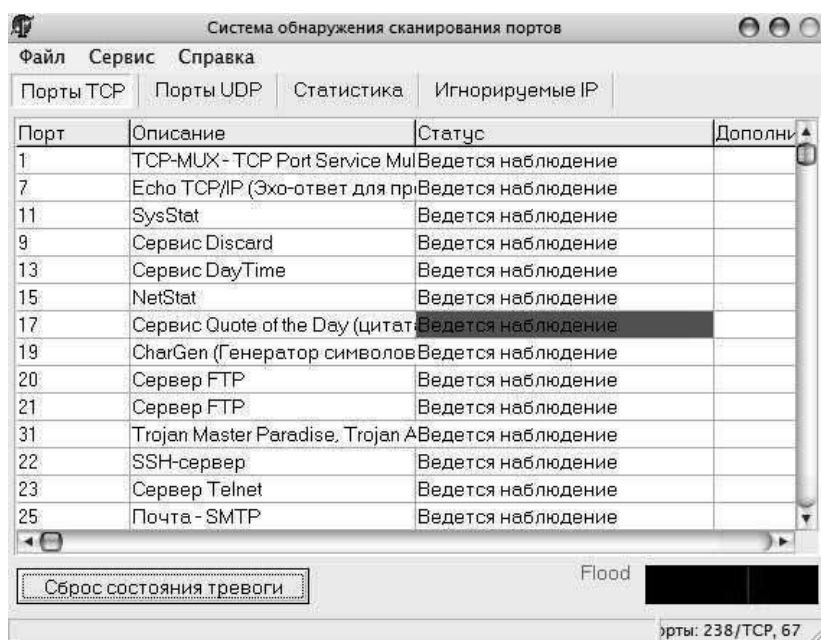 Система обнаружения сканирования портов
Файл Сервис Справка
Порты TCP Порты UDP Статистика Игнорируемые IP
Порт Описание Статус Дополни
1 TCP-MUX - TCP Port Service Mul Ведется наблюдение
7 Echo TCP/IP (Эхо-ответ для пр Ведется наблюдение
11 SysStat Ведется наблюдение
9 Сервис Discard Ведется наблюдение
13 Сервис DayTime Ведется наблюдение
15 NetStat Ведется наблюдение
17 Сервис Quote of the Day (цитат Ведется наблюдение
19 CharGen (Генератор символов Ведется наблюдение
20 Сервер FTP Ведется наблюдение
21 Сервер FTP Ведется наблюдение
31 Trojan Master Paradise, Trojan A Ведется наблюдение
22 SSH-сервер Ведется наблюдение
23 Сервер Telnet Ведется наблюдение
25 Почта - SMTP Ведется наблюдение
Сброс состояния тревоги Flood
орты: 238/TCP, 67